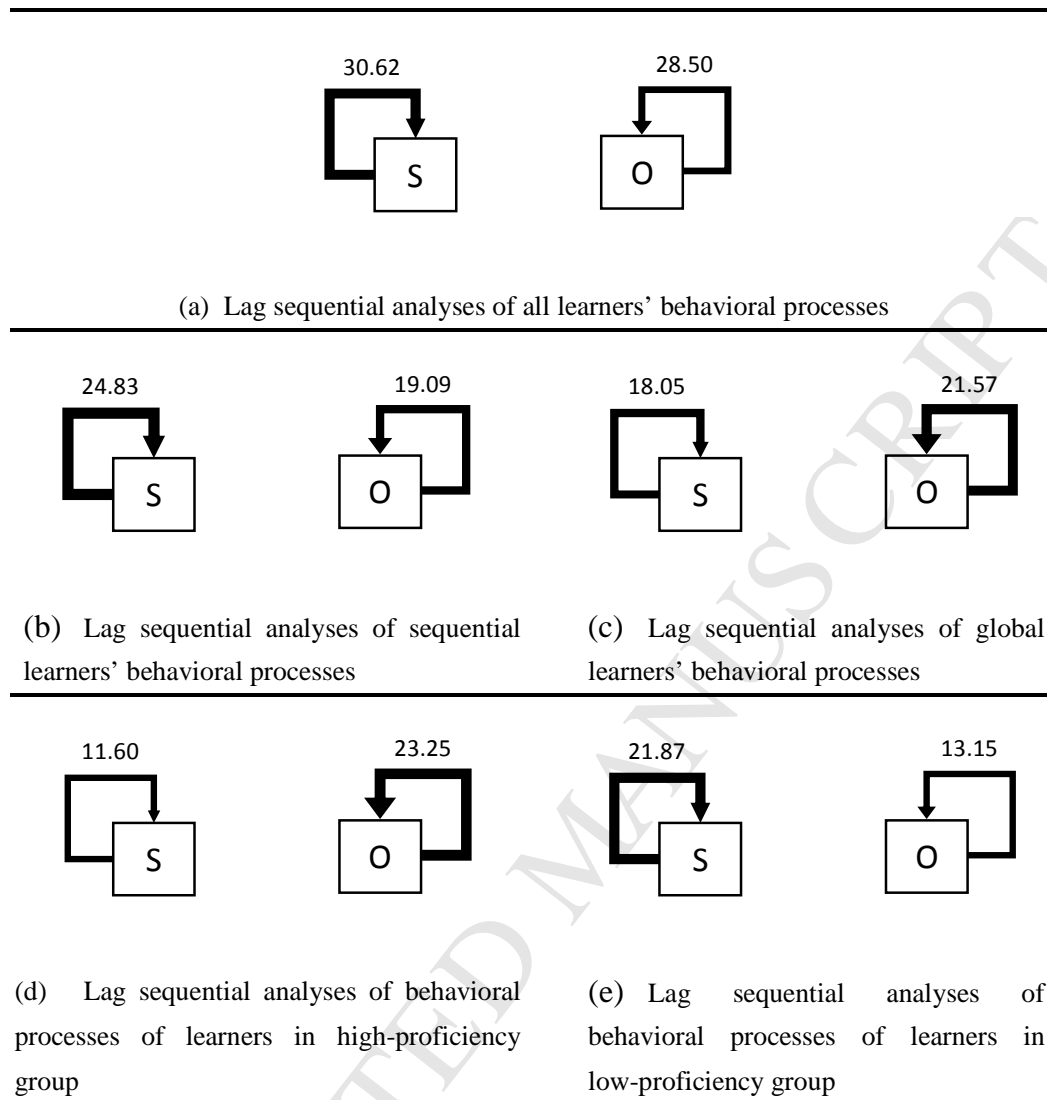 30.62 28.50
S O
(a) Lag sequential analyses of all learners’ behavioral processes
24.83 19.09
S O
(b) Lag sequential analyses of sequential
learners’ behavioral processes
18.05 21.57
S O
(c) Lag sequential analyses of global
learners’ behavioral processes
11.60 23.25
S O
(d) Lag sequential analyses of behavioral
processes of learners in high-proficiency
group
21.87 13.15
S O
(e) Lag sequential analyses of
behavioral processes of learners in
low-proficiency group
TED MANUSCRIPT